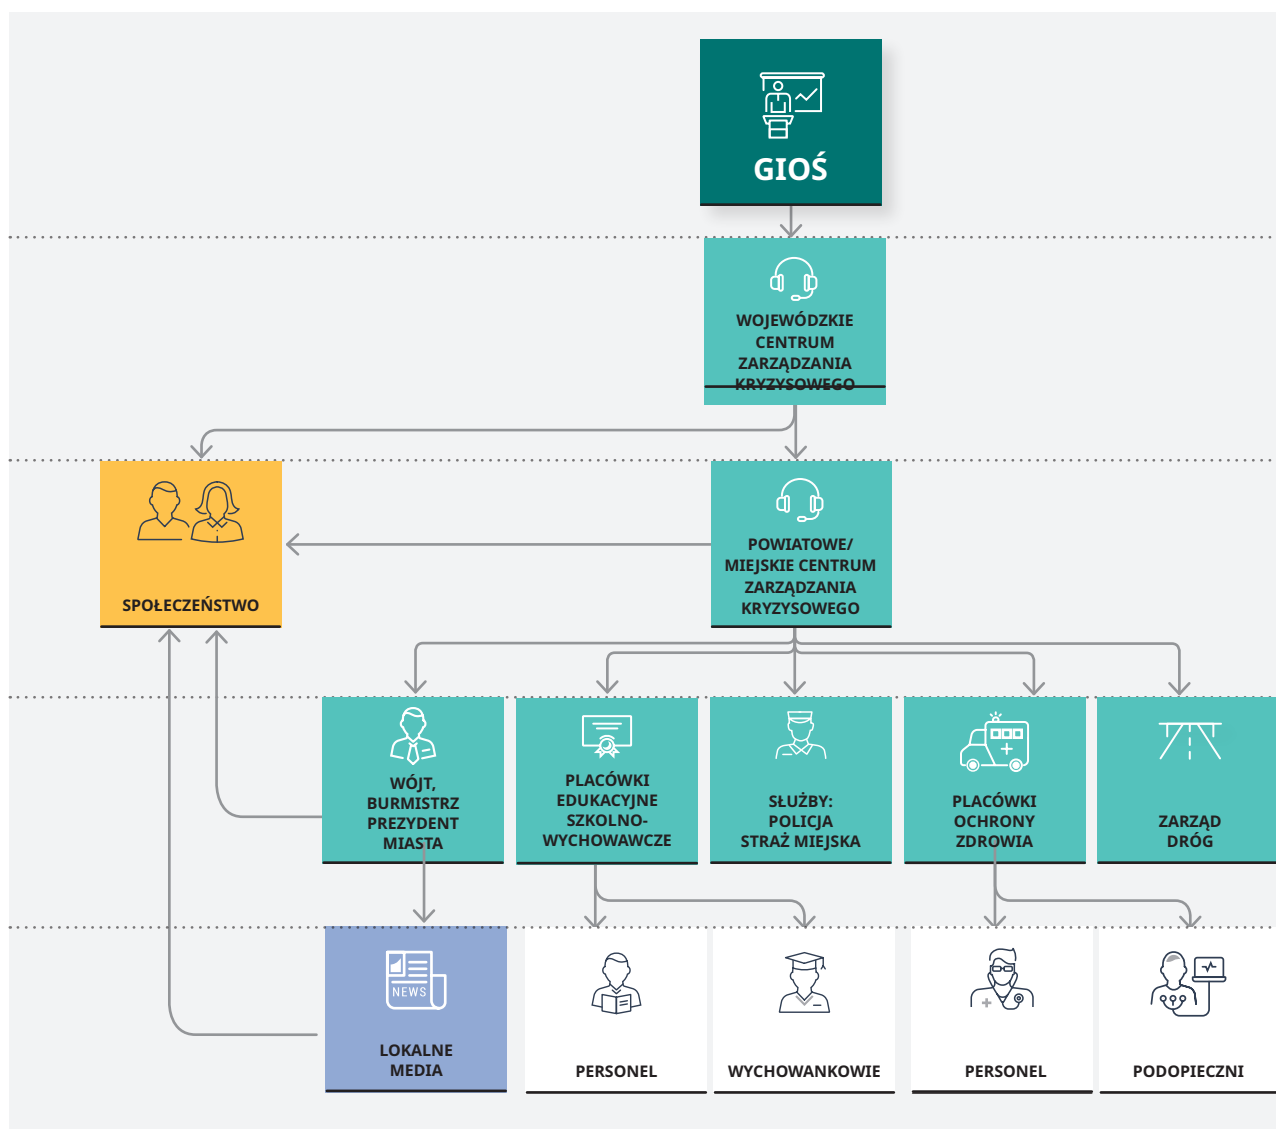 GIOŚ
WOJEWÓDZKIE
CENTRUM
ZARZĄDZANIA
KRYZYSOWEGO
SPOŁECZEŃSTWO
POWIATOWE/
MIEJSKIE CENTRUM
ZARZĄDZANIA
KRYZYSOWEGO
WÓJT,
BURMISTRZ
PREZYDENT
MIASTA
PLACÓWKI
EDUKACYJNE
SZKOLNO-
WYCHOWAWCZE
SŁUŻBY:
POLICJA
STRAŻ MIEJSKA
PLACÓWKI
OCHRONY
ZDROWIA
ZARZĄD
DRÓG
NEWS
LOKALNE
MEDIA
PERSONEL
WYCHOWANKOWIE
PERSONEL
PODOPIECZNI